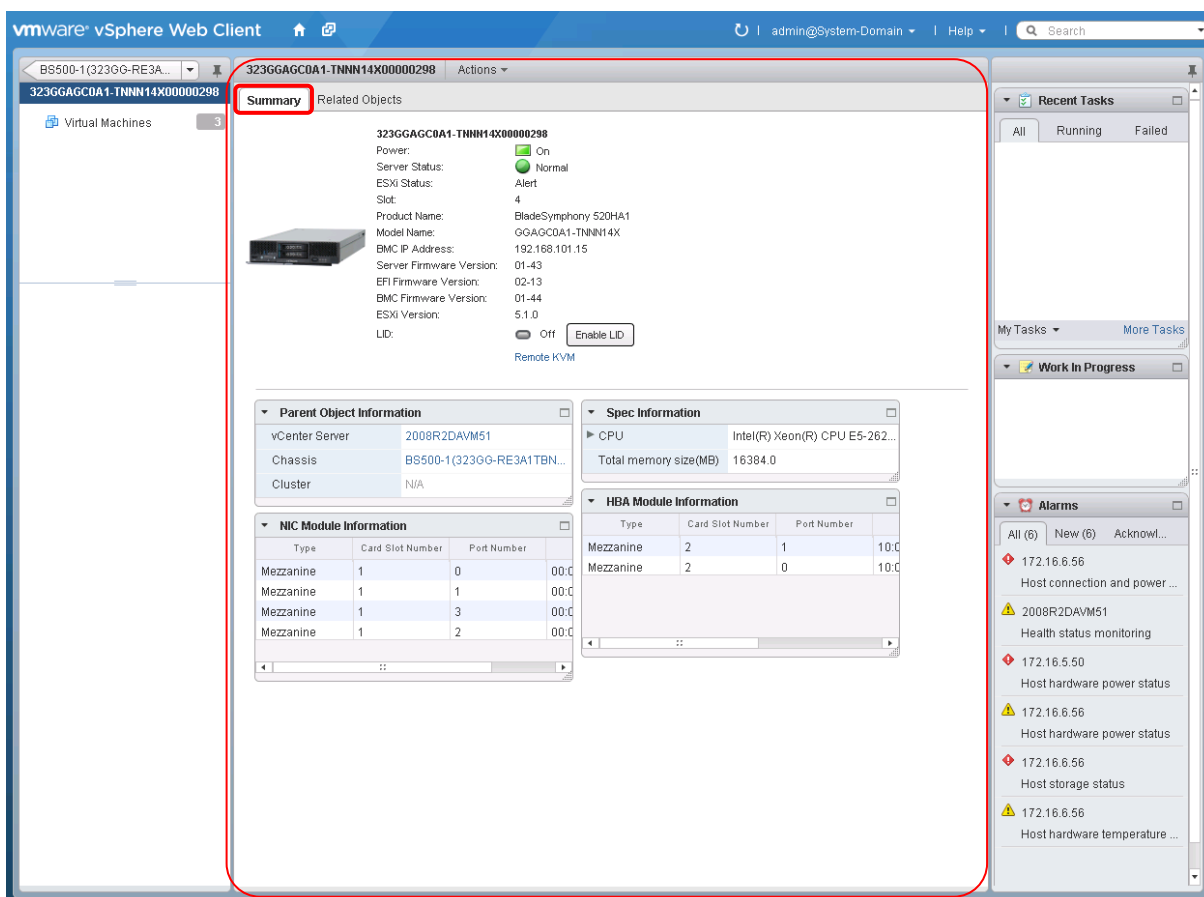 vmware® vSphere Web Client
admin@System-Domain
Help
Search
BS500-1(323GG-RE3A...
323GGAGC0A1-TNNN14X00000298
Virtual Machines 3
323GGAGC0A1-TNNN14X00000298 Actions
Summary Related Objects
323GGAGC0A1-TNNN14X00000298
Power: On
Server Status: Normal
ESXi Status: Alert
Slot: 4
Product Name: BladeSymphony 520HA1
Model Name: GGAGC0A1-TNNN14X
BMC IP Address: 192.168.101.15
Server Firmware Version: 01-43
EFI Firmware Version: 02-13
BMC Firmware Version: 01-44
ESXi Version: 5.1.0
LID: Off Enable LID
Remote KVM
Parent Object Information
vCenter Server 2008R2DAVM51
Chassis BS500-1(323GG-RE3A1TBN...
Cluster N/A
NIC Module Information
Type Card Slot Number Port Number
Mezzanine 1 0 00:0
Mezzanine 1 1 00:0
Mezzanine 1 3 00:0
Mezzanine 1 2 00:0
Spec Information
CPU Intel(R) Xeon(R) CPU E5-262...
Total memory size(MB) 16384.0
HBA Module Information
Type Card Slot Number Port Number
Mezzanine 2 1 10:0
Mezzanine 2 0 10:0
Recent Tasks
All Running Failed
My Tasks More Tasks
Work In Progress
Alarms
All (6) New (6) Acknowl...
172.16.6.56
Host connection and power ...
2008R2DAVM51
Health status monitoring
172.16.5.50
Host hardware power status
172.16.6.56
Host hardware power status
172.16.6.56
Host storage status
172.16.6.56
Host hardware temperature ...